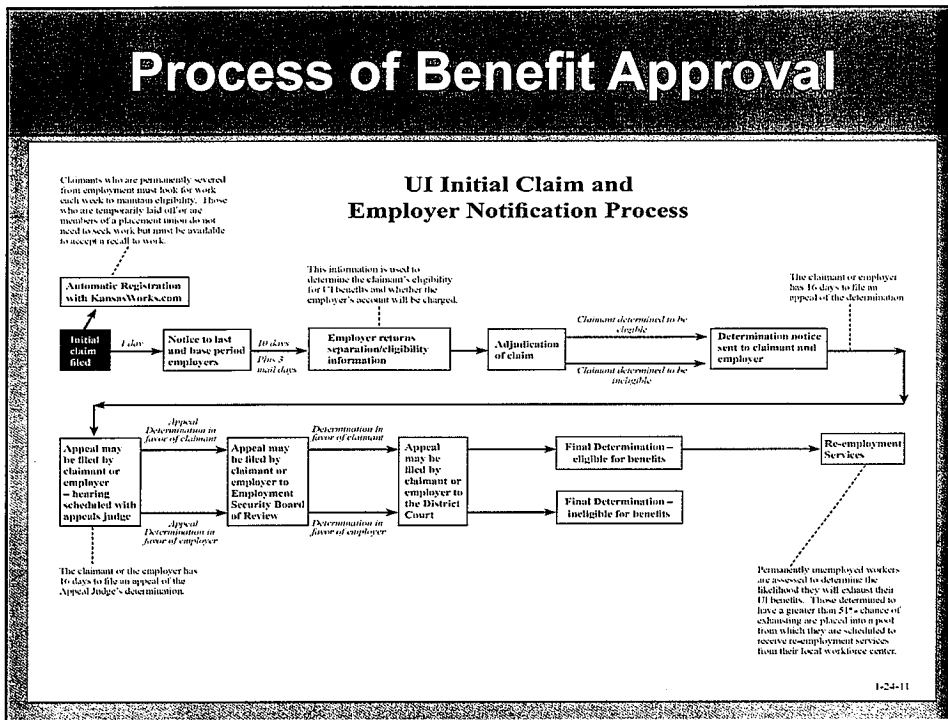 Process of Benefit Approval
Claimants who are permanently severed
from employment must look for work
each week to maintain eligibility. Those
who are temporarily laid off or are
members of a placement union do not
need to seek work but must be available
to accept a recall to work.
UI Initial Claim and
Employer Notification Process
Automatic Registration
with KansasWorks.com
This information is used to
determine the claimant's eligibility
for UI benefits and whether the
employer's account will be charged.
The claimant or employer
has 16 days to file an
appeal of the determination
Initial
claim
filed
1 day
Notice to last
and base period
employers
10 days
Plus 3
mail days
Employer returns
separation/eligibility
information
Adjudication
of claim
Claimant determined to be
eligible
Claimant determined to be
ineligible
Determination notice
sent to claimant and
employer
Appeal may
be filed by
claimant or
employer
– hearing
scheduled with
appeals judge
Appeal
Determination in
favor of claimant
Appeal
Determination in
favor of employer
Appeal may
be filed by
claimant or
employer to
Employment
Security Board
of Review
Determination in
favor of claimant
Determination in
favor of employer
Appeal
may be
filed by
claimant or
employer to
the District
Court
Final Determination –
eligible for benefits
Final Determination –
ineligible for benefits
Re-employment
Services
The claimant or the employer has
16 days to file an appeal of the
Appeal Judge's determination.
Permanently unemployed workers
are assessed to determine the
likelihood they will exhaust their
UI benefits. Those determined to
have a greater than 51% chance of
exhausting are placed into a pool
from which they are scheduled to
receive re-employment services
from their local workforce center.
1-24-11